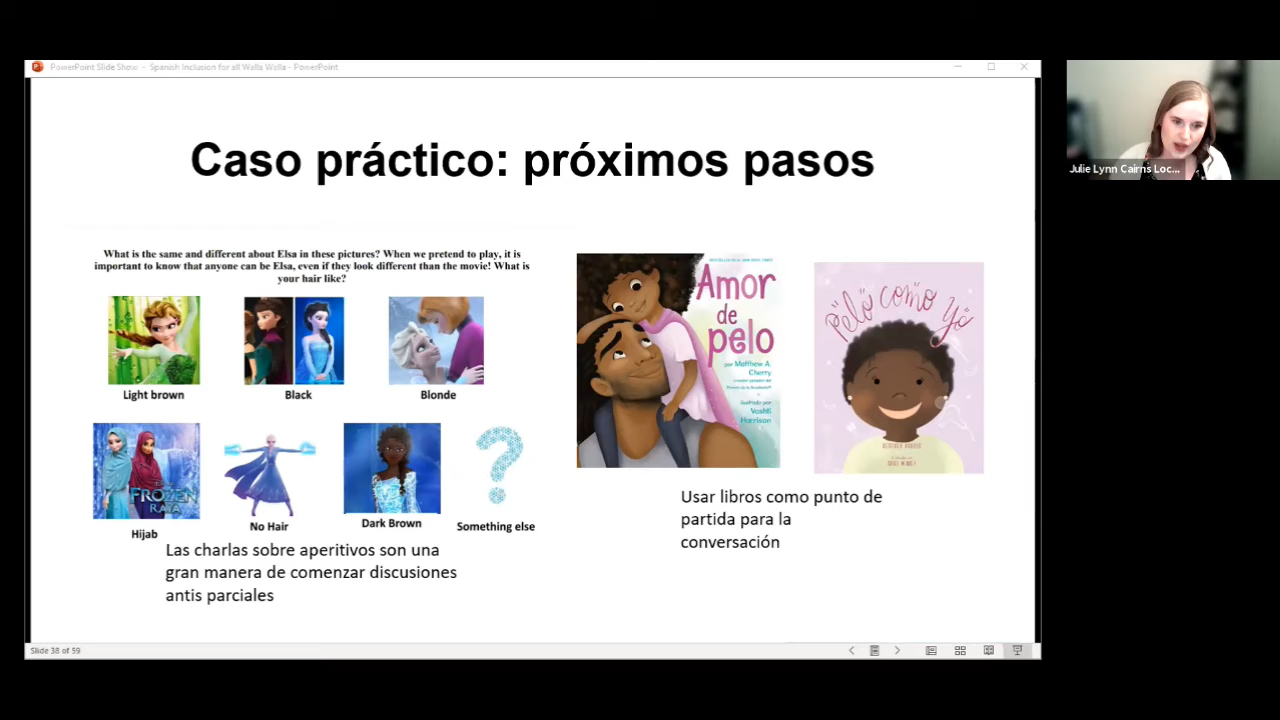 PowerPoint Slide Show - Spanish Inclusion for all Walla Walla - PowerPoint
Caso práctico: próximos pasos
What is the same and different about Elsa in these pictures? When we pretend to play, it is
important to know that anyone can be Elsa, even if they look different than the movie! What is
your hair like?
Light brown
Black
Blonde
FROZEN
Hijab
No Hair
Dark Brown
Something else
Las charlas sobre aperitivos son una
gran manera de comenzar discusiones
antis parciales
Amor
de
pelo
por Matthew A.
Cherry
ilustrado por
Vashti
Harrison
Pelo como yo
Usar libros como punto de
partida para la
conversación
Slide 38 of 59
Julie Lynn Cairns Loc...